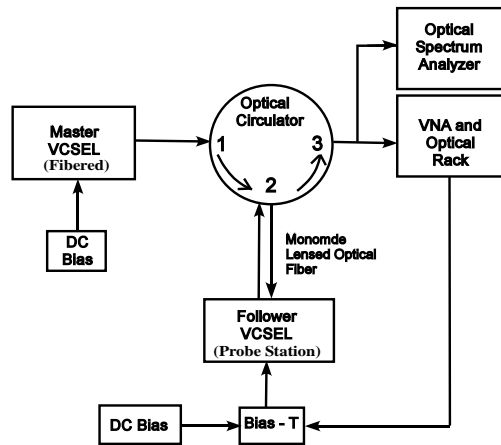 Optical
Spectrum
Analyzer
Optical
Circulator
1
3
2
Master
VCSEL
(Fibered)
VNA and
Optical
Rack
DC
Bias
Monomde
Lensed Optical
Fiber
Follower
VCSEL
(Probe Station)
DC Bias
Bias - T